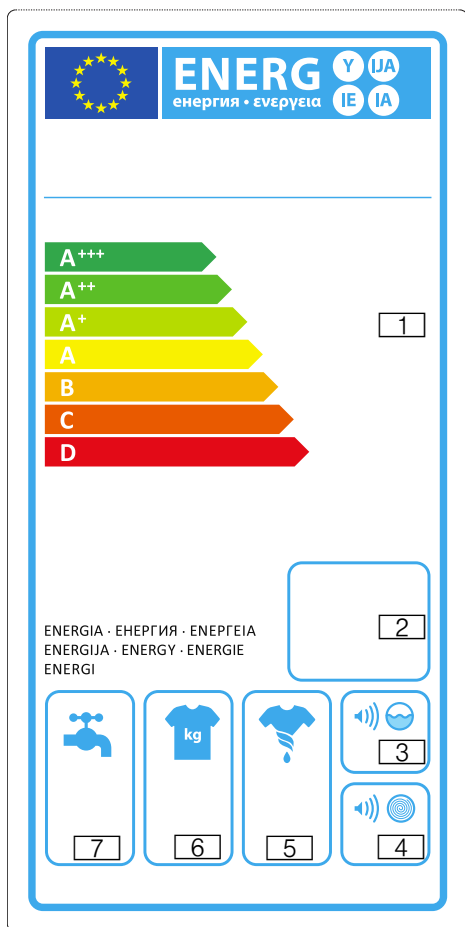 ENERG Y IJA
енергия · ενεργεια IE IA
A+++
A++
A+
1
A
B
C
D
2
ENERGIA · ЕНЕРГИЯ · ΕΝΕΡΓΕΙΑ
ENERGIJA · ENERGY · ENERGIE
ENERGI
kg
3
7
6
5
4